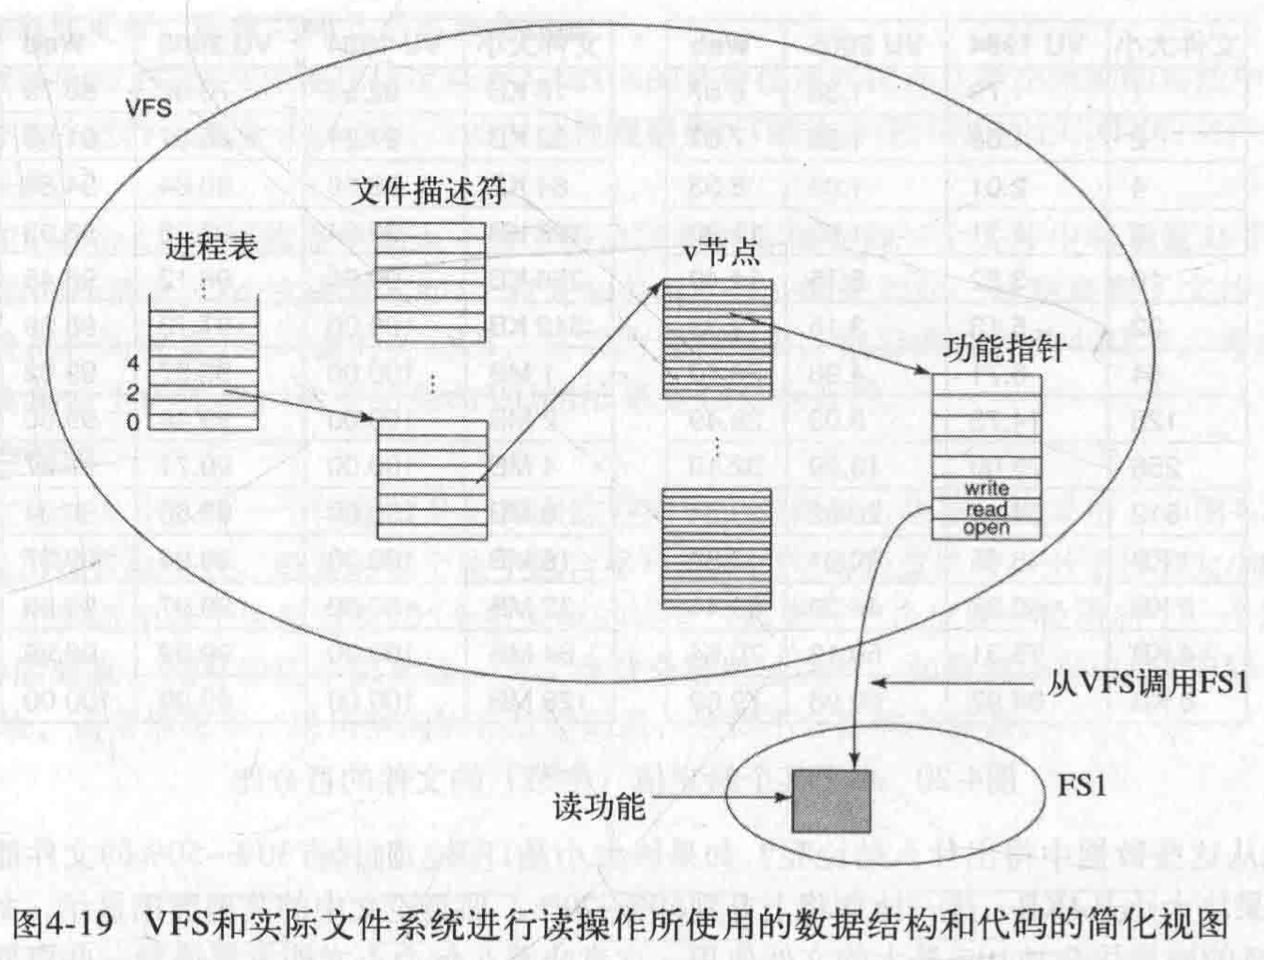 VFS
文件描述符
进程表
v节点
功能指针
4
2
0
write
read
open
从VFS调用FS1
读功能
FS1
图4-19 VFS和实际文件系统进行读操作所使用的数据结构和代码的简化视图